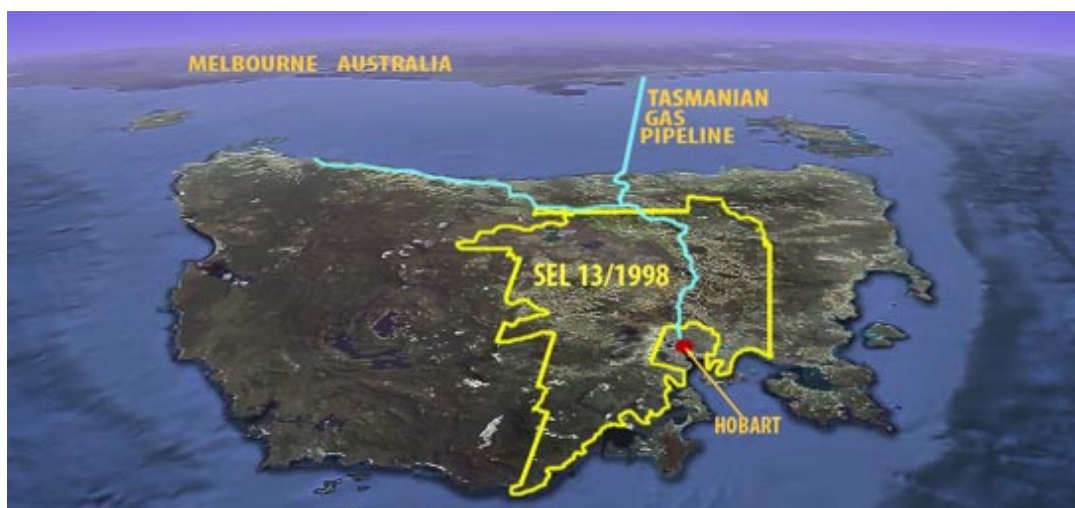 MELBOURNE AUSTRALIA
TASMANIAN
GAS
PIPELINE
SEL 13/1998
HOBART